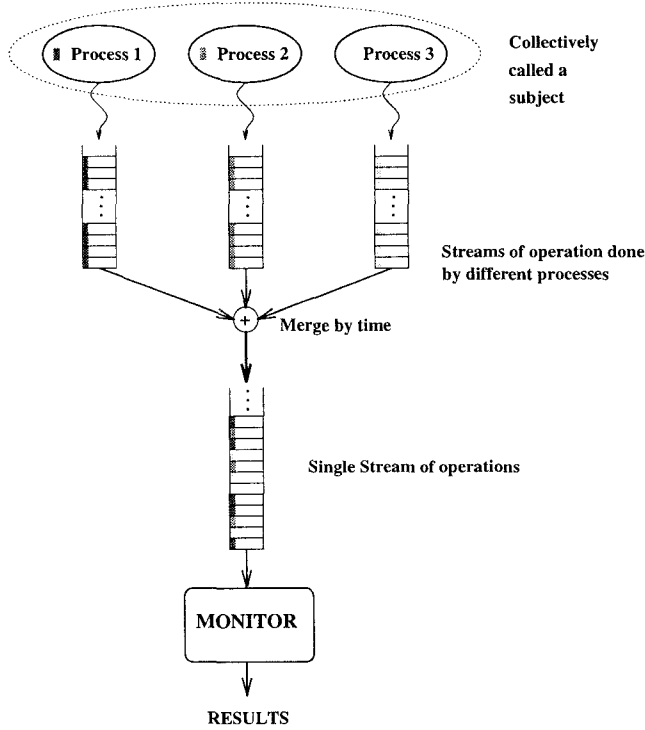 Process 1
Process 2
Process 3
Collectively
called a
subject
Streams of operation done
by different processes
+
Merge by time
Single Stream of operations
MONITOR
RESULTS